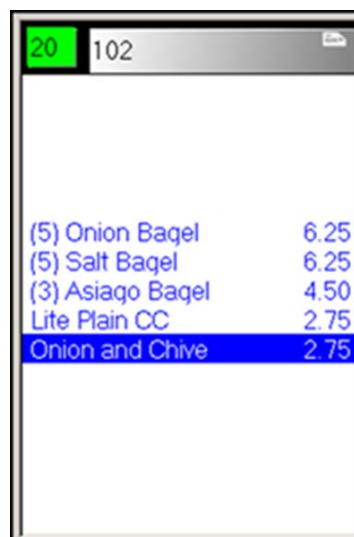 20 102
(5) Onion Bagel 6.25
(5) Salt Bagel 6.25
(3) Asiago Bagel 4.50
Lite Plain CC 2.75
Onion and Chive 2.75